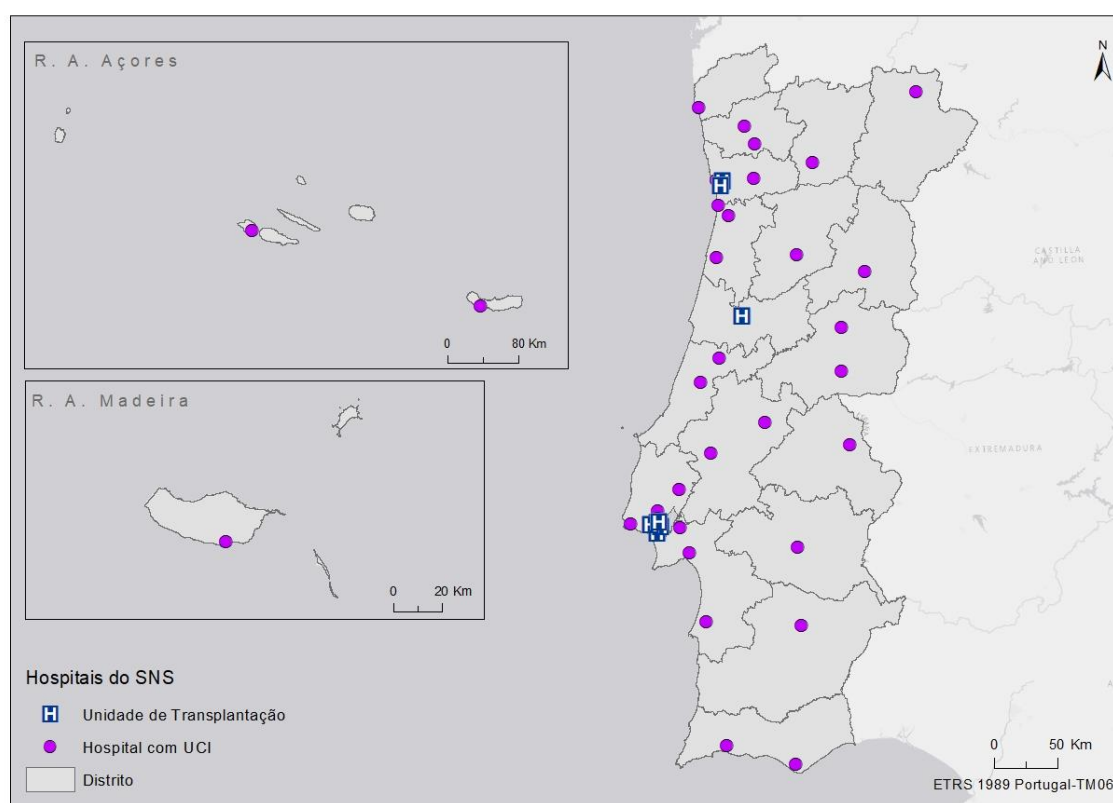 R. A. Açores
0 80 Km
R. A. Madeira
0 20 Km
Hospitais do SNS
H Unidade de Transplantação
Hospital com UCI
Distrito
N
H
H
H
H
CASTILLA
AND LEON
EXTREMADURA
0 50 Km
ETRS 1989 Portugal-TM06